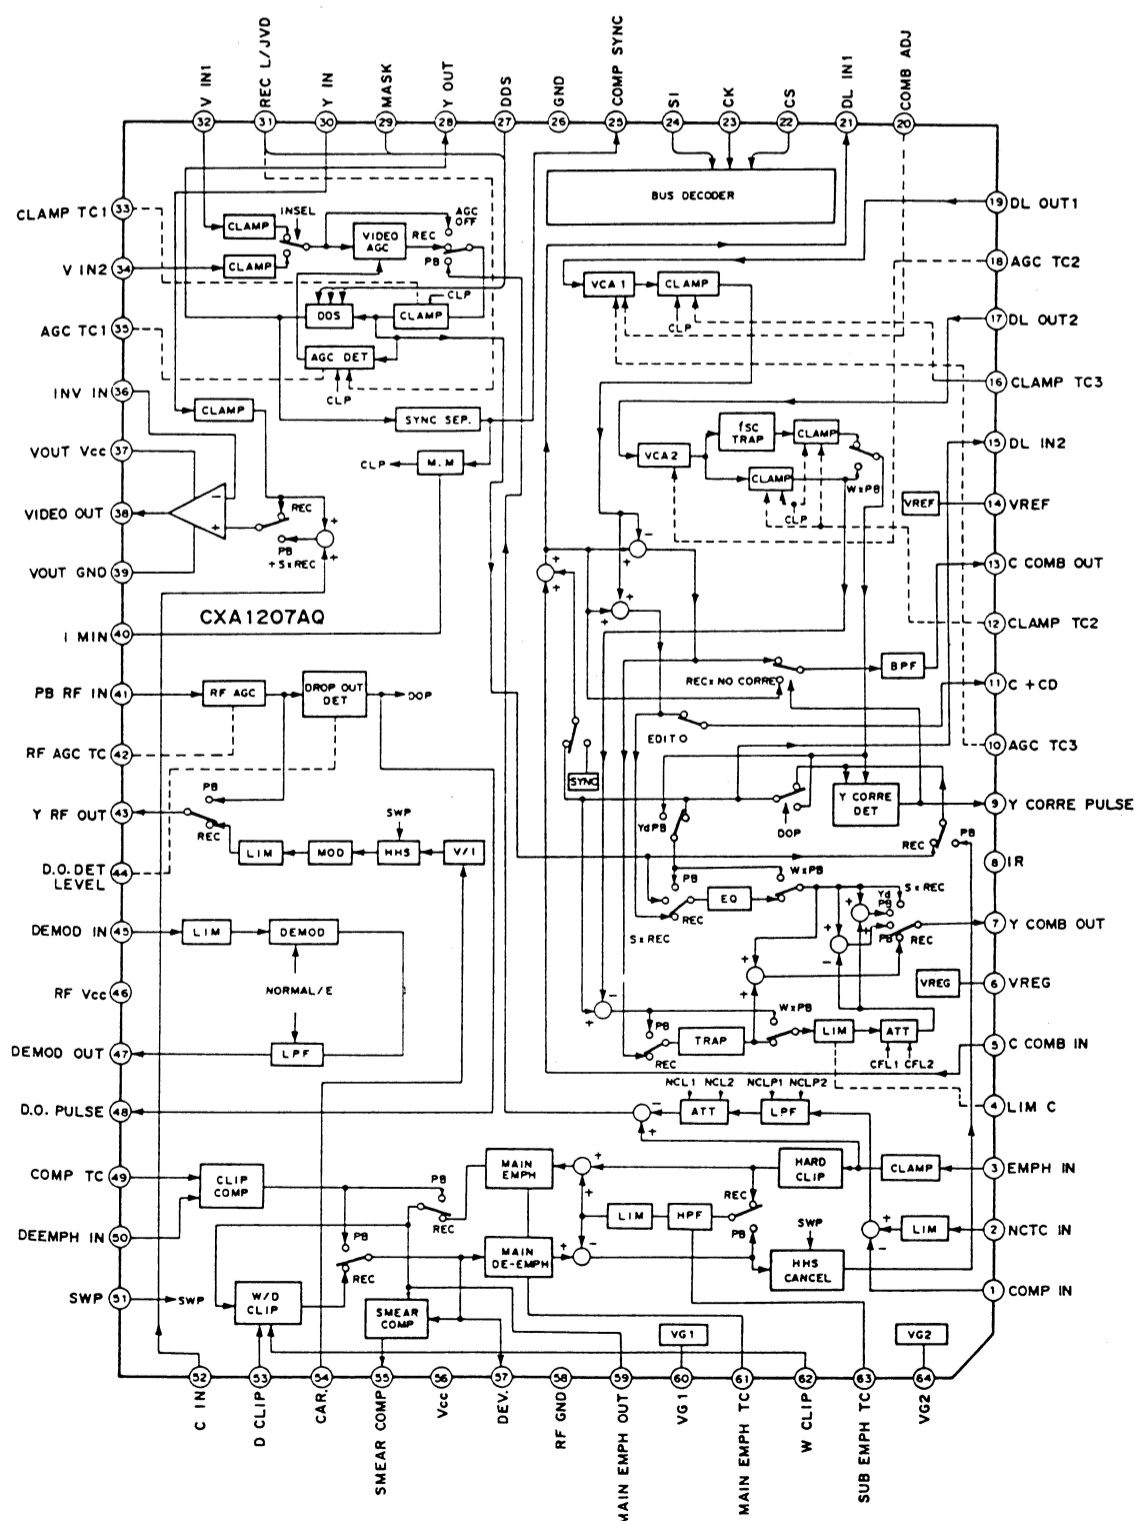 V IN1
REC L/JVD
Y IN
MASK
Y OUT
DDS
GND
COMP SYNC
SI
CK
CS
DL IN1
COMB ADJ
32
31
30
29
28
27
26
25
24
23
22
21
20
BUS DECODER
CLAMP TC1
33
V IN2
34
AGC TC1
35
INV IN
36
VOUT Vcc
37
VIDEO OUT
38
VOUT GND
39
I MIN
40
PB RF IN
41
RF AGC TC
42
Y RF OUT
43
D.O. DET
LEVEL
44
DEMOD IN
45
RF Vcc
46
DEMOD OUT
47
D.O. PULSE
48
COMP TC
49
DEEMPH IN
50
SWP
51
19
DL OUT1
18
AGC TC2
17
DL OUT2
16
CLAMP TC3
15
DL IN2
14
VREF
13
C COMB OUT
12
CLAMP TC2
11
C +CD
10
AGC TC3
9
Y CORRE PULSE
8
IR
7
Y COMB OUT
6
VREG
5
C COMB IN
4
LIM C
3
EMPH IN
2
NCTC IN
1
COMP IN
CLAMP
INSEL
CLAMP
VIDEO
AGC
AGC
OFF
REC
PB
DDS
CLAMP
CLP
AGC DET
CLP
CLAMP
SYNC SEP.
CLP
M.M
-
+
REC
PB
+S×REC
+
+
CXA1207AQ
VCA 1
CLAMP
CLP
VCA2
fsc
TRAP
CLAMP
CLAMP
CLP
W×PB
VREF
-
+
+
+
+
+
BPF
REC×NO CORRE
EDIT
SYNC
Y CORRE
DET
DOP
YdPB
REC
PB
RF AGC
DROP OUT
DET
DOP
PB
REC
SWP
LIM
MOD
HHS
V/I
LIM
DEMOD
NORMAL/E
LPF
PB
REC
S×REC
EQ
W×PB
S×REC
Yd
PB
PB
REC
+
+
+
-
+
+
VREG
-
+
PB
REC
TRAP
W×PB
LIM
ATT
CFL1
CFL2
NCL1
NCL2
NCLP1
NCLP2
ATT
LPF
-
+
CLIP
COMP
PB
REC
MAIN
EMPH
+
+
HARD
CLIP
CLAMP
LIM
HPF
REC
PB
SWP
LIM
+
-
HHS
CANCEL
PB
REC
MAIN
DE-EMPH
+
-
SWP
W/D
CLIP
SMEAR
COMP
VG1
VG2
52
53
54
55
56
57
58
59
60
61
62
63
64
C IN
D CLIP
CAR.
SMEAR COMP
Vcc
DEV.
RF GND
MAIN EMPH OUT
VG1
MAIN EMPH TC
W CLIP
SUB EMPH TC
VG2